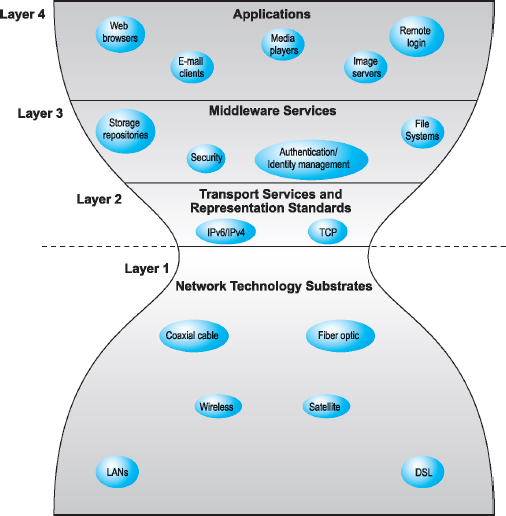 Layer 4
Applications
Web
browsers
Media
players
Remote
login
E-mail
clients
Image
servers
Layer 3
Middleware Services
Storage
repositories
File
Systems
Security
Authentication/
Identity management
Layer 2
Transport Services and
Representation Standards
IPv6/IPv4
TCP
Layer 1
Network Technology Substrates
Coaxial cable
Fiber optic
Wireless
Satellite
LANs
DSL